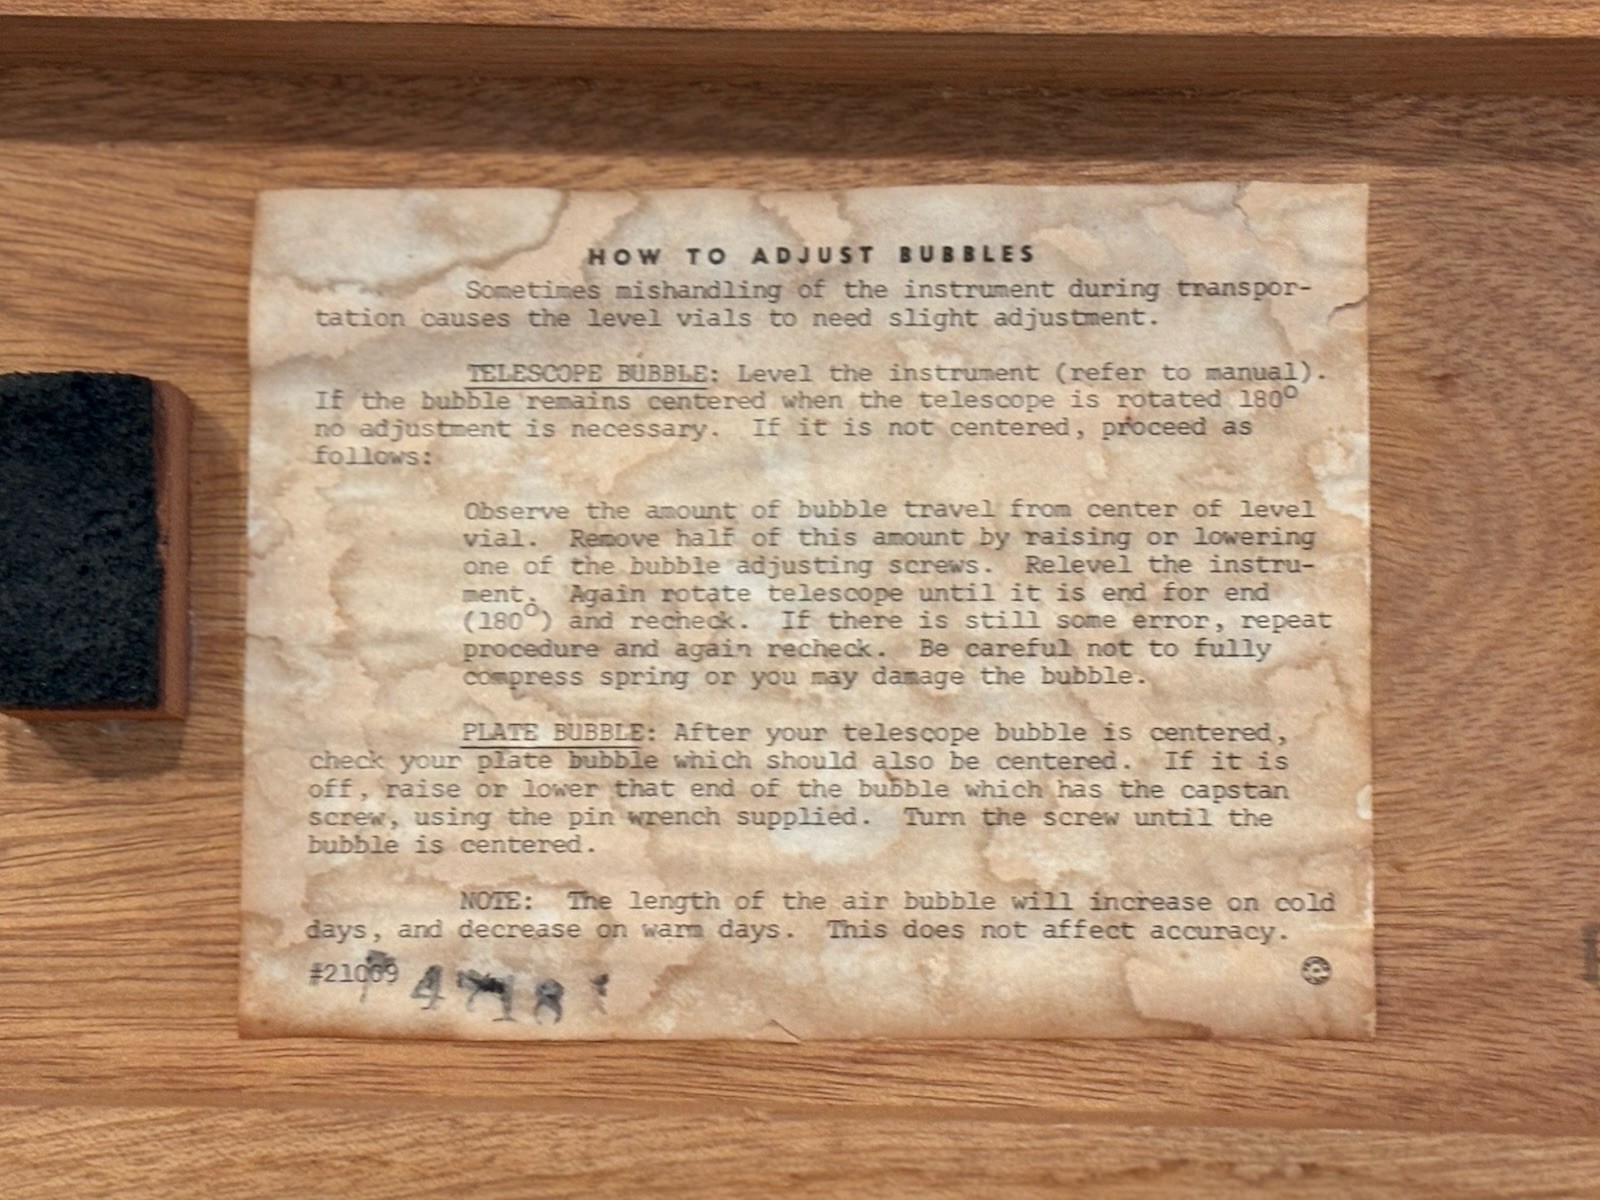 HOW TO ADJUST BUBBLES
Sometimes mishandling of the instrument during transpor-
tation causes the level vials to need slight adjustment.
TELESCOPE BUBBLE: Level the instrument (refer to manual).
If the bubble remains centered when the telescope is rotated 180°
no adjustment is necessary. If it is not centered, proceed as
follows:
Observe the amount of bubble travel from center of level
vial. Remove half of this amount by raising or lowering
one of the bubble adjusting screws. Relevel the instru-
ment. Again rotate telescope until it is end for end
(180°) and recheck. If there is still some error, repeat
procedure and again recheck. Be careful not to fully
compress spring or you may damage the bubble.
PLATE BUBBLE: After your telescope bubble is centered,
check your plate bubble which should also be centered. If it is
off, raise or lower that end of the bubble which has the capstan
screw, using the pin wrench supplied. Turn the screw until the
bubble is centered.
NOTE: The length of the air bubble will increase on cold
days, and decrease on warm days. This does not affect accuracy.